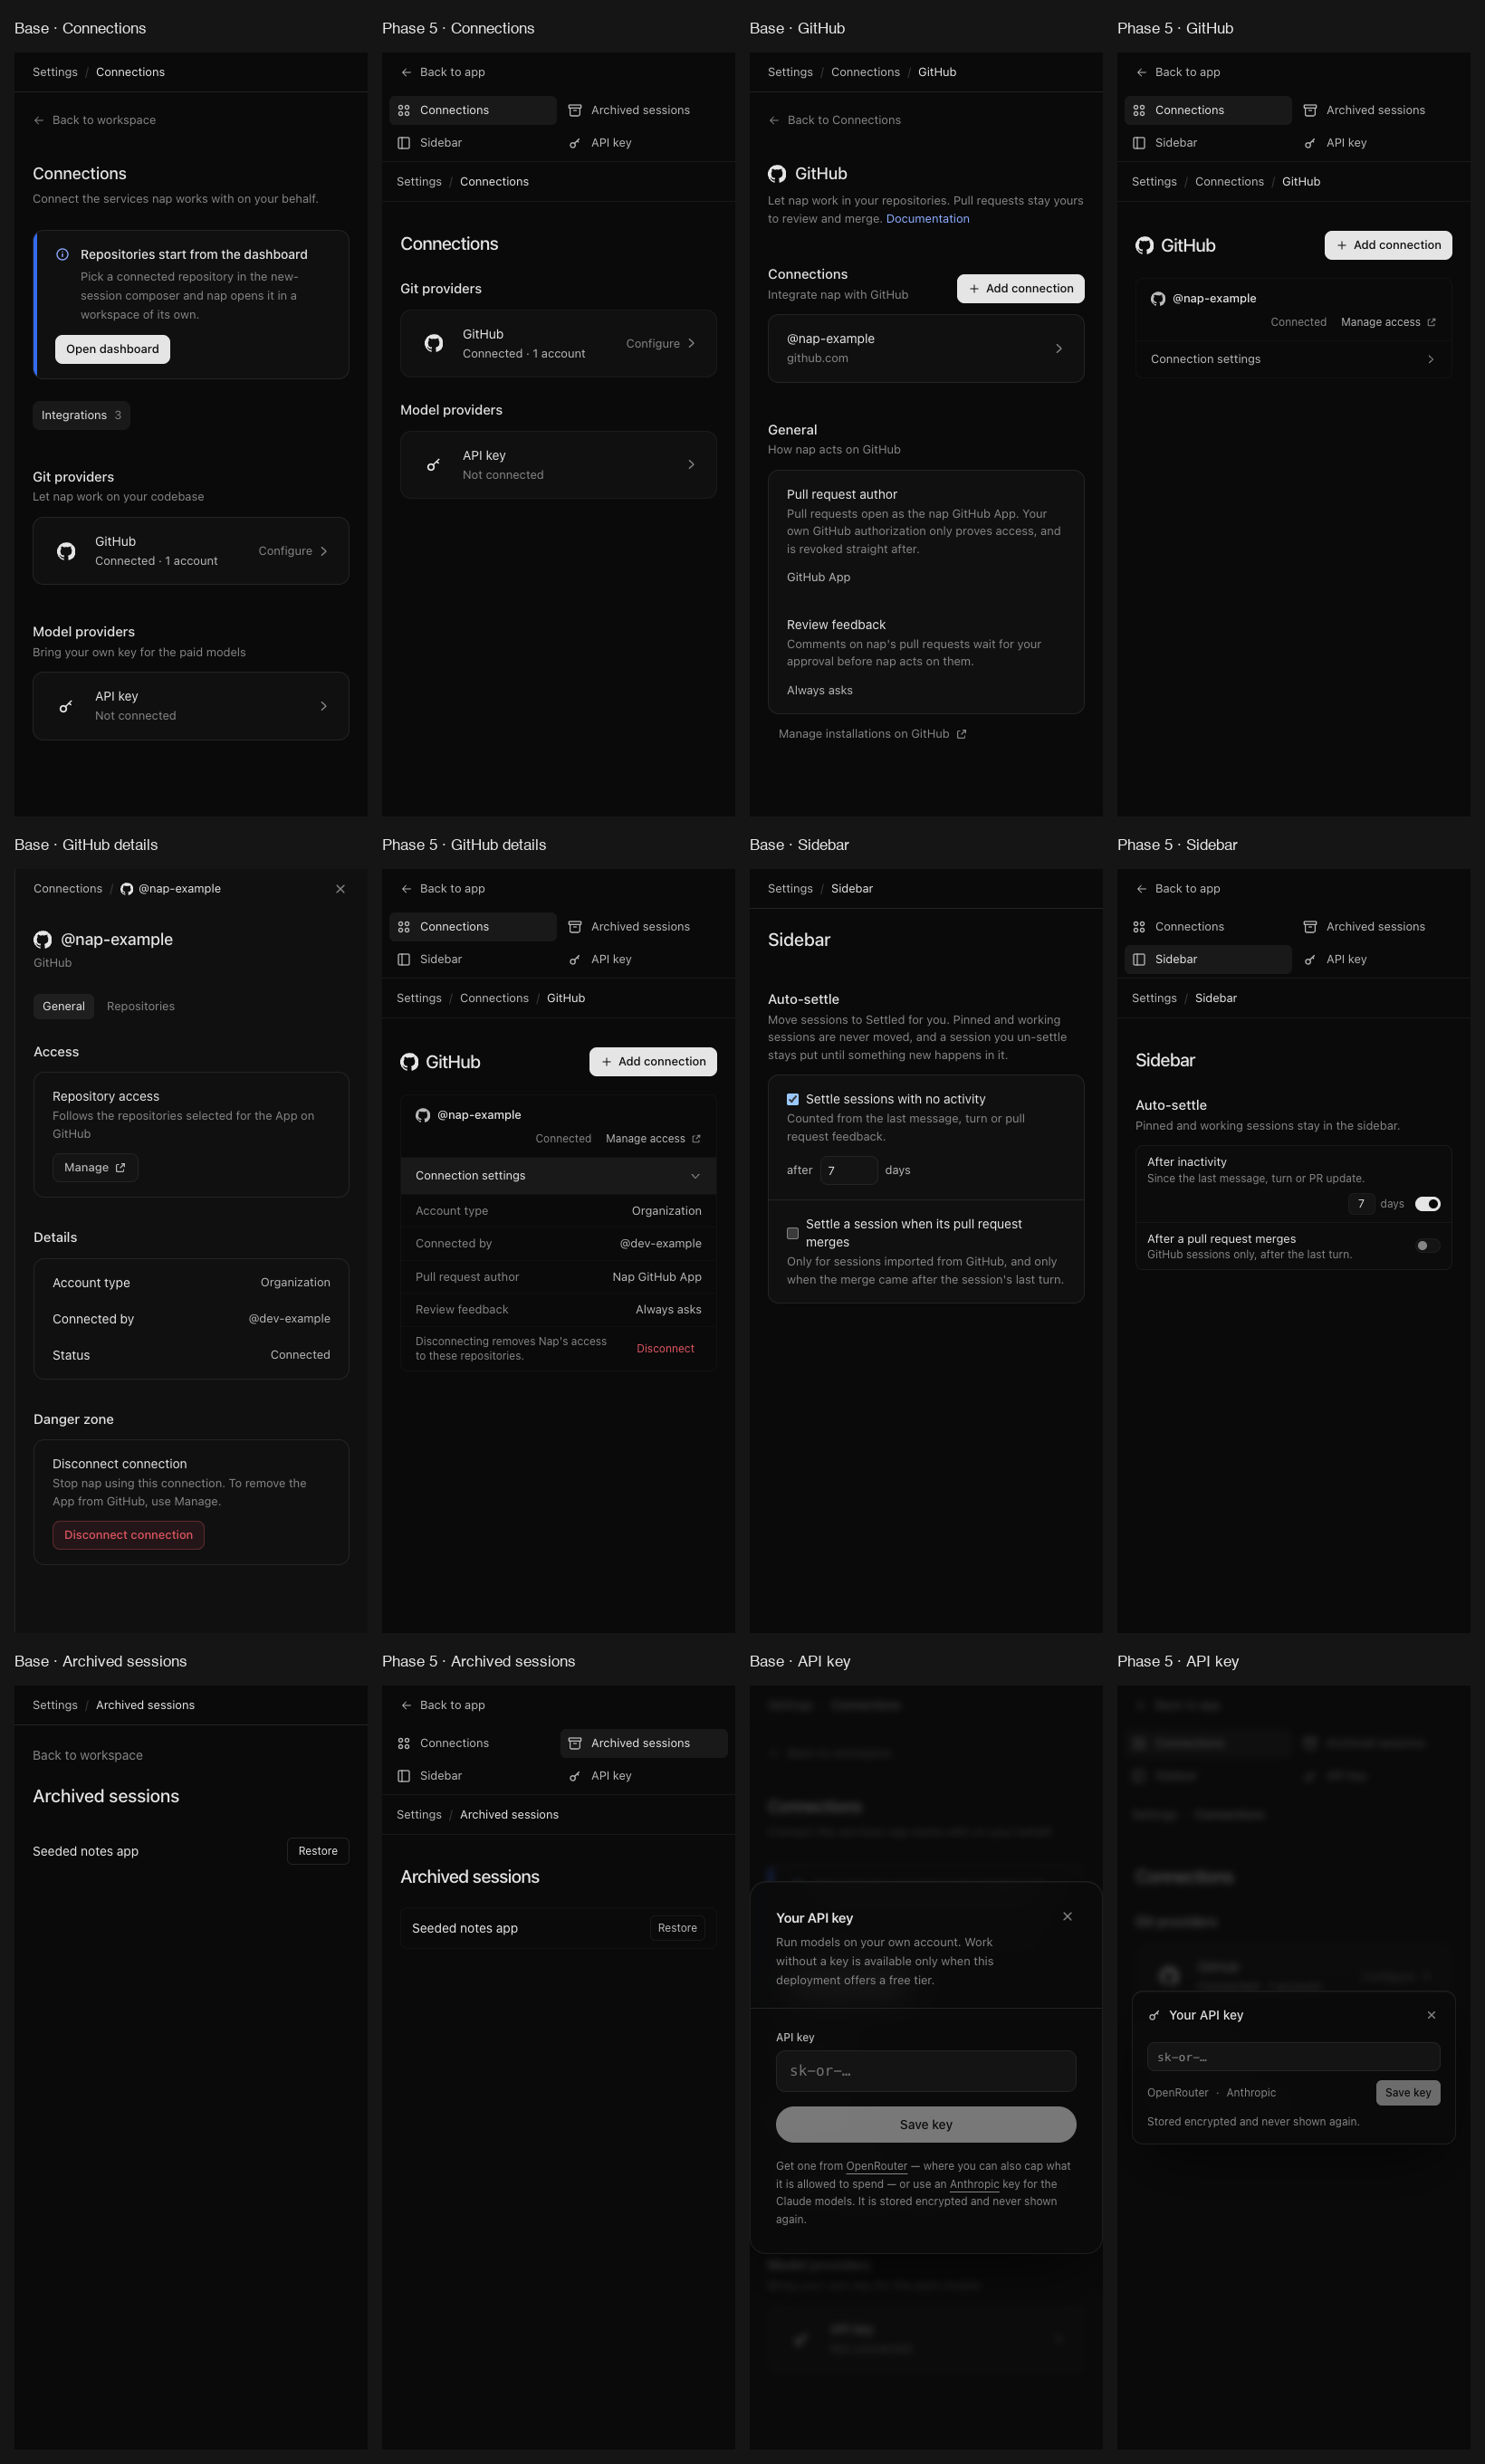 Base · Connections
Settings / Connections
Back to workspace
Connections
Connect the services nap works with on your behalf.
Repositories start from the dashboard
Pick a connected repository in the new-
session composer and nap opens it in a
workspace of its own.
Open dashboard
Integrations 3
Git providers
Let nap work on your codebase
GitHub
Connected · 1 account
Configure
Model providers
Bring your own key for the paid models
API key
Not connected
Phase 5 · Connections
Back to app
Connections
Archived sessions
Sidebar
API key
Settings / Connections
Connections
Git providers
GitHub
Connected · 1 account
Configure
Model providers
API key
Not connected
Base · GitHub
Settings / Connections / GitHub
Back to Connections
GitHub
Let nap work in your repositories. Pull requests stay yours
to review and merge. Documentation
Connections
Integrate nap with GitHub
Add connection
@nap-example
github.com
General
How nap acts on GitHub
Pull request author
Pull requests open as the nap GitHub App. Your
own GitHub authorization only proves access, and
is revoked straight after.
GitHub App
Review feedback
Comments on nap's pull requests wait for your
approval before nap acts on them.
Always asks
Manage installations on GitHub
Phase 5 · GitHub
Back to app
Connections
Archived sessions
Sidebar
API key
Settings / Connections / GitHub
GitHub
Add connection
@nap-example
Connected
Manage access
Connection settings
Base · GitHub details
Connections / @nap-example
@nap-example
GitHub
General
Repositories
Access
Repository access
Follows the repositories selected for the App on
GitHub
Manage
Details
Account type
Organization
Connected by
@dev-example
Status
Connected
Danger zone
Disconnect connection
Stop nap using this connection. To remove the
App from GitHub, use Manage.
Disconnect connection
Phase 5 · GitHub details
Back to app
Connections
Archived sessions
Sidebar
API key
Settings / Connections / GitHub
GitHub
Add connection
@nap-example
Connected
Manage access
Connection settings
Account type
Organization
Connected by
@dev-example
Pull request author
Nap GitHub App
Review feedback
Always asks
Disconnecting removes Nap's access
to these repositories.
Disconnect
Base · Sidebar
Settings / Sidebar
Sidebar
Auto-settle
Move sessions to Settled for you. Pinned and working
sessions are never moved, and a session you un-settle
stays put until something new happens in it.
Settle sessions with no activity
Counted from the last message, turn or pull
request feedback.
after 7 days
Settle a session when its pull request
merges
Only for sessions imported from GitHub, and only
when the merge came after the session's last turn.
Phase 5 · Sidebar
Back to app
Connections
Archived sessions
Sidebar
API key
Settings / Sidebar
Sidebar
Auto-settle
Pinned and working sessions stay in the sidebar.
After inactivity
Since the last message, turn or PR update.
7 days
After a pull request merges
GitHub sessions only, after the last turn.
Base · Archived sessions
Settings / Archived sessions
Back to workspace
Archived sessions
Seeded notes app
Restore
Phase 5 · Archived sessions
Back to app
Connections
Archived sessions
Sidebar
API key
Settings / Archived sessions
Archived sessions
Seeded notes app
Restore
Base · API key
Your API key
Run models on your own account. Work
without a key is available only when this
deployment offers a free tier.
API key
sk-or-…
Save key
Get one from OpenRouter — where you can also cap what
it is allowed to spend — or use an Anthropic key for the
Claude models. It is stored encrypted and never shown
again.
Phase 5 · API key
Your API key
sk-or-…
OpenRouter · Anthropic
Save key
Stored encrypted and never shown again.